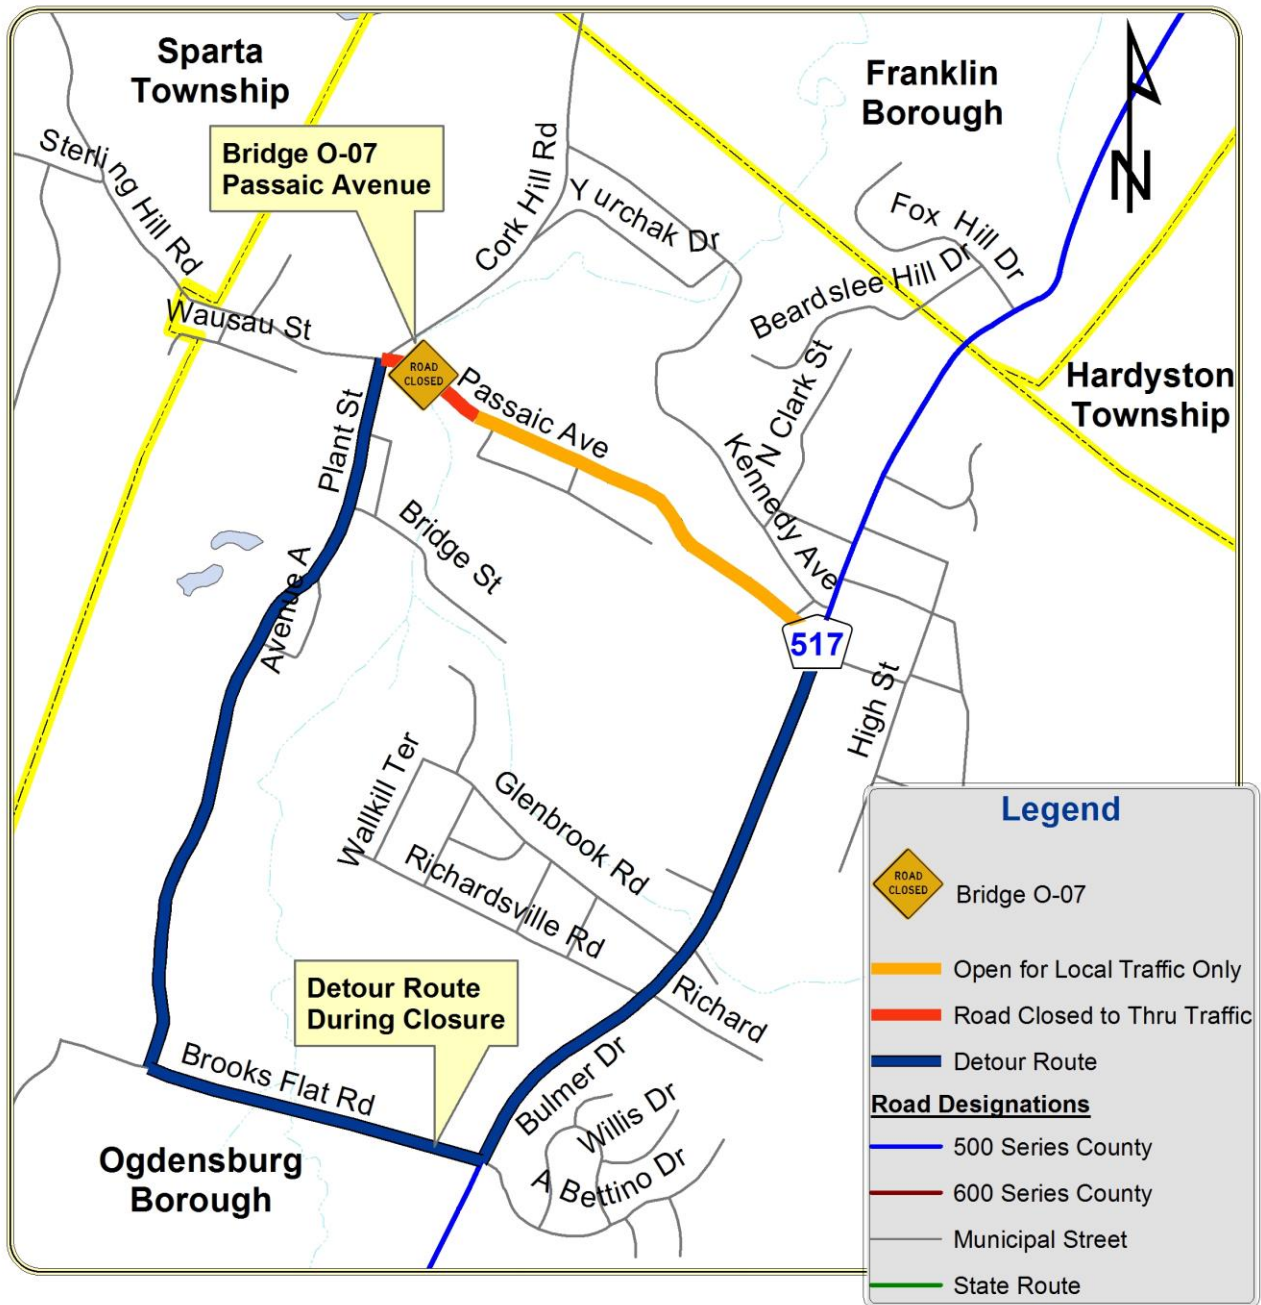 Sparta
Township
Franklin
Borough
N
Bridge O-07
Passaic Avenue
Sterling Hill Rd
Cork Hill Rd
Yurchak Dr
Fox Hill Dr
Beardslee Hill Dr
Wausau St
ROAD
CLOSED
Passaic Ave
N Clark St
Hardyston
Township
Plant St
Kennedy Ave
Bridge St
Avenue A
517
High St
Wallkill Ter
Glenbrook Rd
Richardsville Rd
Richard
Detour Route
During Closure
Brooks Flat Rd
Bulmer Dr
Willis Dr
A Bettino Dr
Ogdensburg
Borough
Legend
ROAD
CLOSED
Bridge O-07
Open for Local Traffic Only
Road Closed to Thru Traffic
Detour Route
Road Designations
500 Series County
600 Series County
Municipal Street
State Route